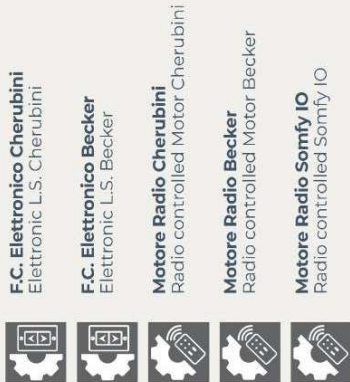 F.C. Elettronico Cherubini
Elettronic L.S. Cherubini
F.C. Elettronico Becker
Elettronic L.S. Becker
Motore Radio Cherubini
Radio controlled Motor Cherubini
Motore Radio Becker
Radio controlled Motor Becker
Motore Radio Somfy IO
Radio controlled Somfy IO